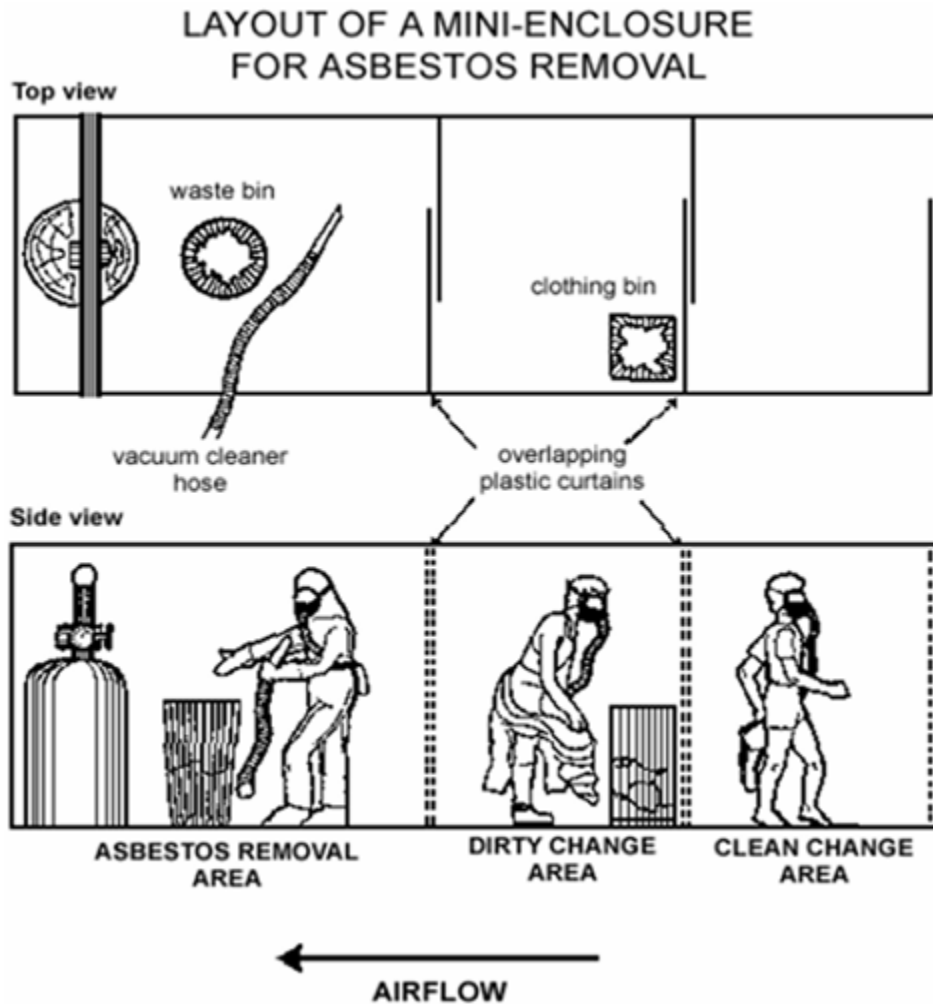 LAYOUT OF A MINI-ENCLOSURE
FOR ASBESTOS REMOVAL
Top view
waste bin
clothing bin
vacuum cleaner
hose
overlapping
plastic curtains
Side view
ASBESTOS REMOVAL
AREA
DIRTY CHANGE
AREA
CLEAN CHANGE
AREA
AIRFLOW